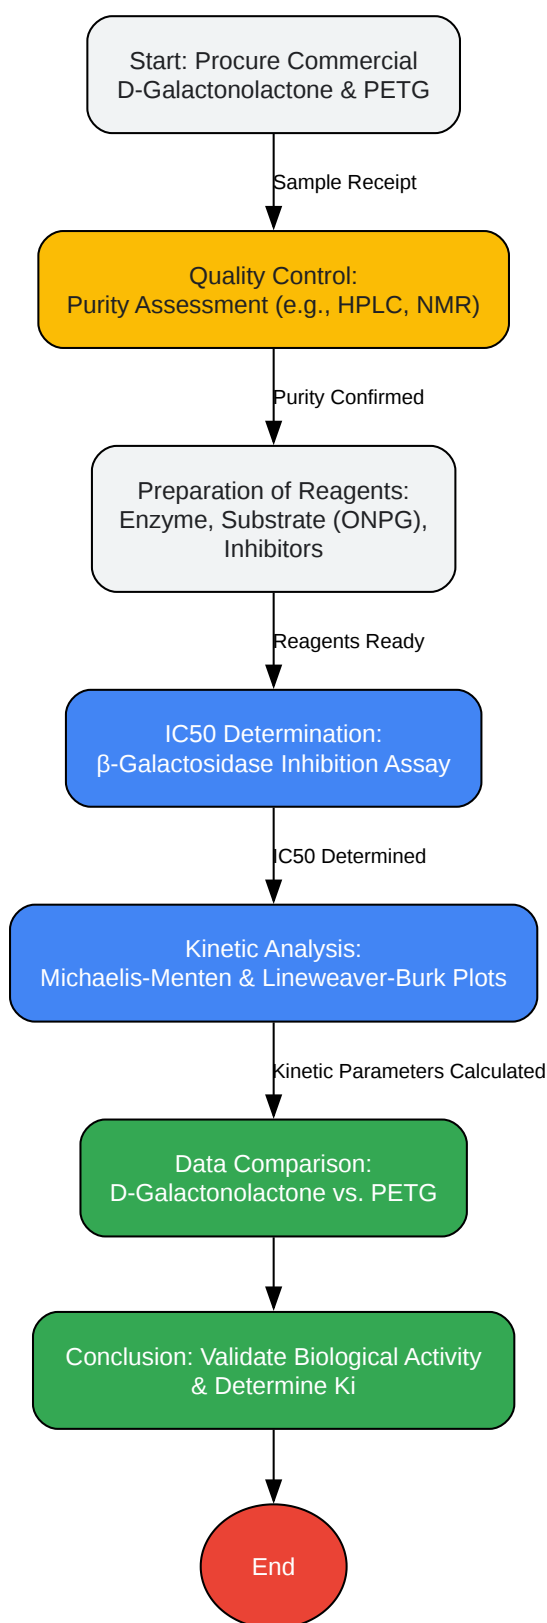 Start: Procure Commercial
D-Galactonolactone & PETG
Sample Receipt
Quality Control:
Purity Assessment (e.g., HPLC, NMR)
Purity Confirmed
Preparation of Reagents:
Enzyme, Substrate (ONPG),
Inhibitors
Reagents Ready
IC50 Determination:
β-Galactosidase Inhibition Assay
IC50 Determined
Kinetic Analysis:
Michaelis-Menten & Lineweaver-Burk Plots
Kinetic Parameters Calculated
Data Comparison:
D-Galactonolactone vs. PETG
Conclusion: Validate Biological Activity
& Determine Ki
End